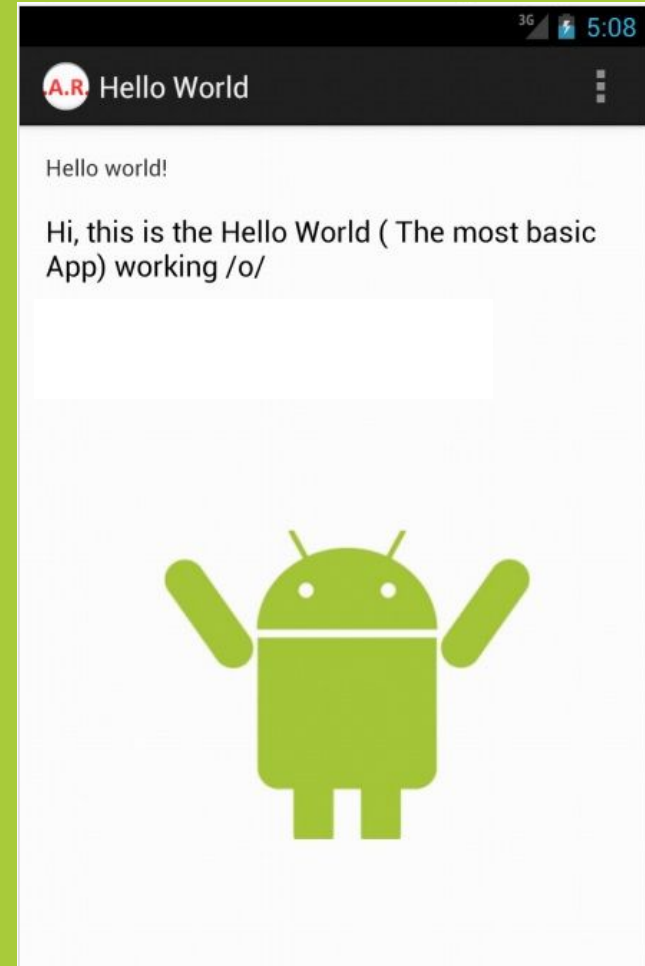 3G 5:08
.A.R. Hello World
Hello world!
Hi, this is the Hello World ( The most basic
App) working /o/